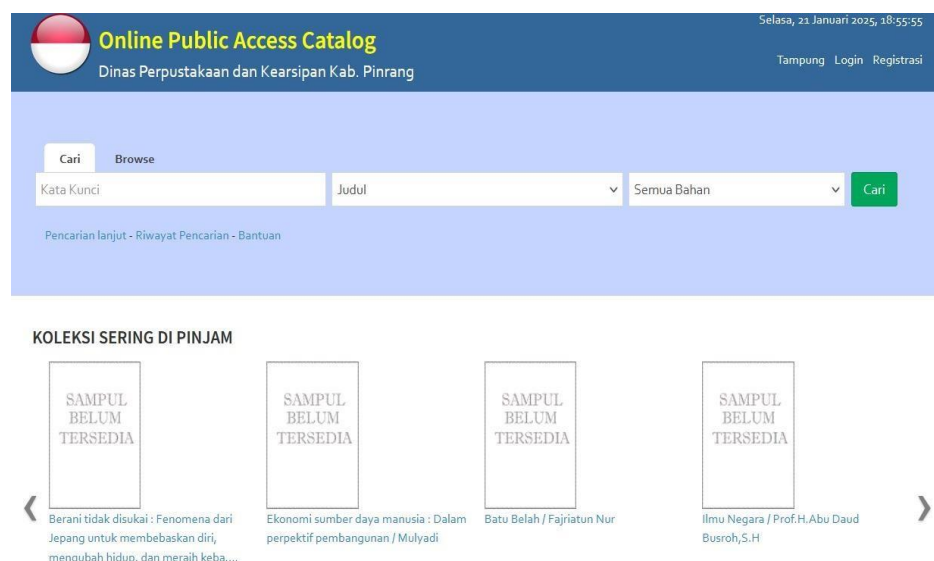 Selasa, 21 Januari 2025, 18:55:55
Online Public Access Catalog
Dinas Perpustakaan dan Kearsipan Kab. Pinrang
Tampung Login Registrasi
Cari Browse
Kata Kunci Judul Semua Bahan Cari
Pencarian lanjut - Riwayat Pencarian - Bantuan
KOLEKSI SERING DI PINJAM
SAMPUL
BELUM
TERSEDIA
Berani tidak disukai : Fenomena dari
Jepang untuk membebaskan diri,
mengubah hidup, dan meraih keba....
SAMPUL
BELUM
TERSEDIA
Ekonomi sumber daya manusia : Dalam
perpektif pembangunan / Mulyadi
SAMPUL
BELUM
TERSEDIA
Batu Belah / Fajriatun Nur
SAMPUL
BELUM
TERSEDIA
Ilmu Negara / Prof.H.Abu Daud
Busroh,S.H